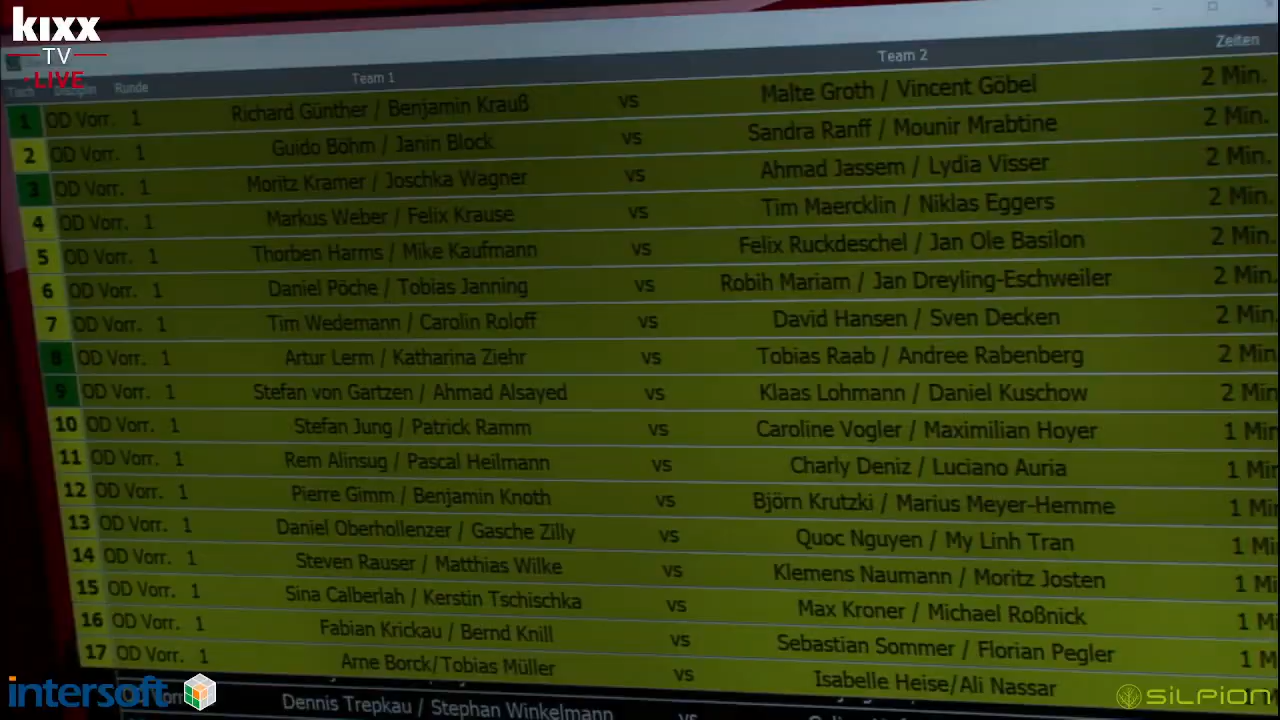 kixx
TV
LIVE
Tisch Disziplin Runde Team 1 Team 2 Zeiten
1 OD Vorr. 1 Richard Günther / Benjamin Krauß vs Malte Groth / Vincent Göbel 2 Min.
2 OD Vorr. 1 Guido Böhm / Janin Block vs Sandra Ranff / Mounir Mrabtine 2 Min.
3 OD Vorr. 1 Moritz Kramer / Joschka Wagner vs Ahmad Jassem / Lydia Visser 2 Min.
4 OD Vorr. 1 Markus Weber / Felix Krause vs Tim Maercklin / Niklas Eggers 2 Min.
5 OD Vorr. 1 Thorben Harms / Mike Kaufmann vs Felix Ruckdeschel / Jan Ole Basilon 2 Min.
6 OD Vorr. 1 Daniel Pöche / Tobias Janning vs Robih Mariam / Jan Dreyling-Eschweiler 2 Min.
7 OD Vorr. 1 Tim Wedemann / Carolin Roloff vs David Hansen / Sven Decken 2 Min
8 OD Vorr. 1 Artur Lerm / Katharina Ziehr vs Tobias Raab / Andree Rabenberg 2 Min
9 OD Vorr. 1 Stefan von Gartzen / Ahmad Alsayed vs Klaas Lohmann / Daniel Kuschow 2 Min
10 OD Vorr. 1 Stefan Jung / Patrick Ramm vs Caroline Vogler / Maximilian Hoyer 1 Min
11 OD Vorr. 1 Rem Alinsug / Pascal Heilmann vs Charly Deniz / Luciano Auria 1 Min
12 OD Vorr. 1 Pierre Gimm / Benjamin Knoth vs Björn Krutzki / Marius Meyer-Hemme 1 Min
13 OD Vorr. 1 Daniel Oberhollenzer / Gasche Zilly vs Quoc Nguyen / My Linh Tran 1 Mi
14 OD Vorr. 1 Steven Rauser / Matthias Wilke vs Klemens Naumann / Moritz Josten 1 Mi
15 OD Vorr. 1 Sina Calberlah / Kerstin Tschischka vs Max Kroner / Michael Roßnick 1 Mi
16 OD Vorr. 1 Fabian Krickau / Bernd Knill vs Sebastian Sommer / Florian Pegler 1 M
17 OD Vorr. 1 Arne Borck/Tobias Müller vs Isabelle Heise/Ali Nassar
Dennis Trepkau / Stephan Winkelmann vs
intersoft
SILPION